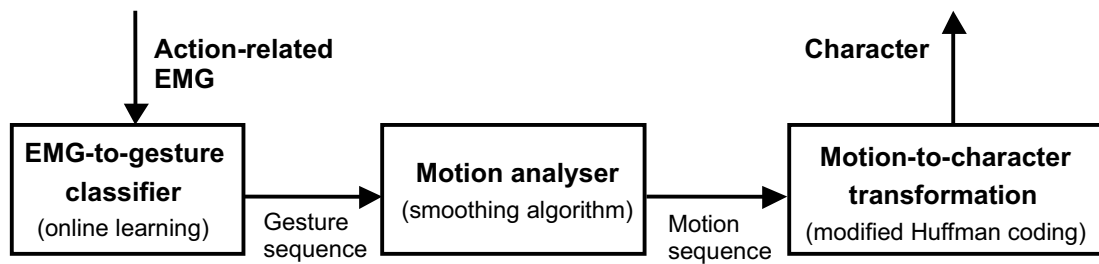 Action-related
EMG
Character
EMG-to-gesture
classifier
(online learning)
Gesture
sequence
Motion analyser
(smoothing algorithm)
Motion
sequence
Motion-to-character
transformation
(modified Huffman coding)